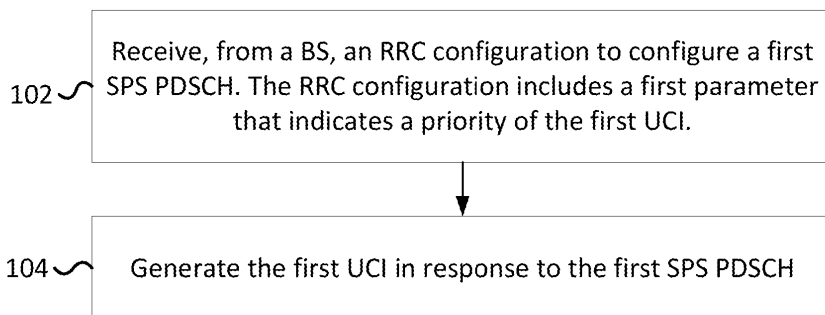 Receive, from a BS, an RRC configuration to configure a first
SPS PDSCH. The RRC configuration includes a first parameter
that indicates a priority of the first UCI.
102
Generate the first UCI in response to the first SPS PDSCH
104